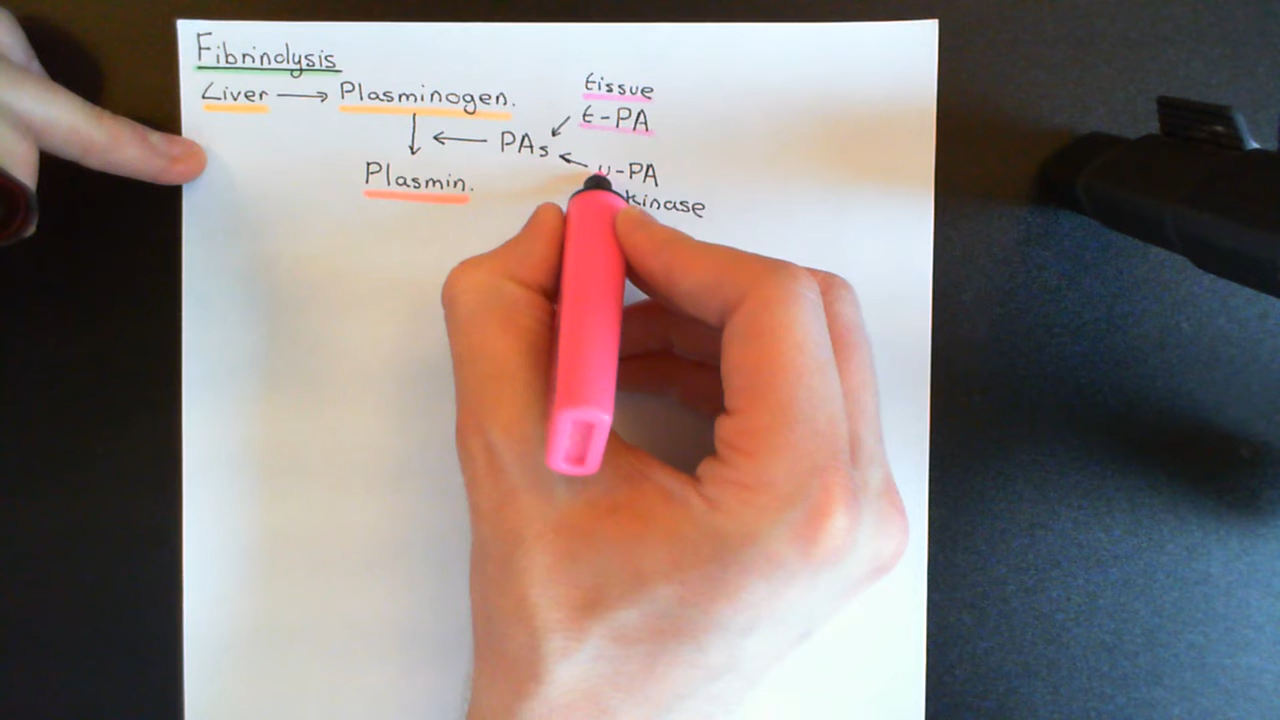 Fibrinolysis
Liver → Plasminogen. tissue
t-PA
↓ ← PAs
Plasmin. u-PA
kinase